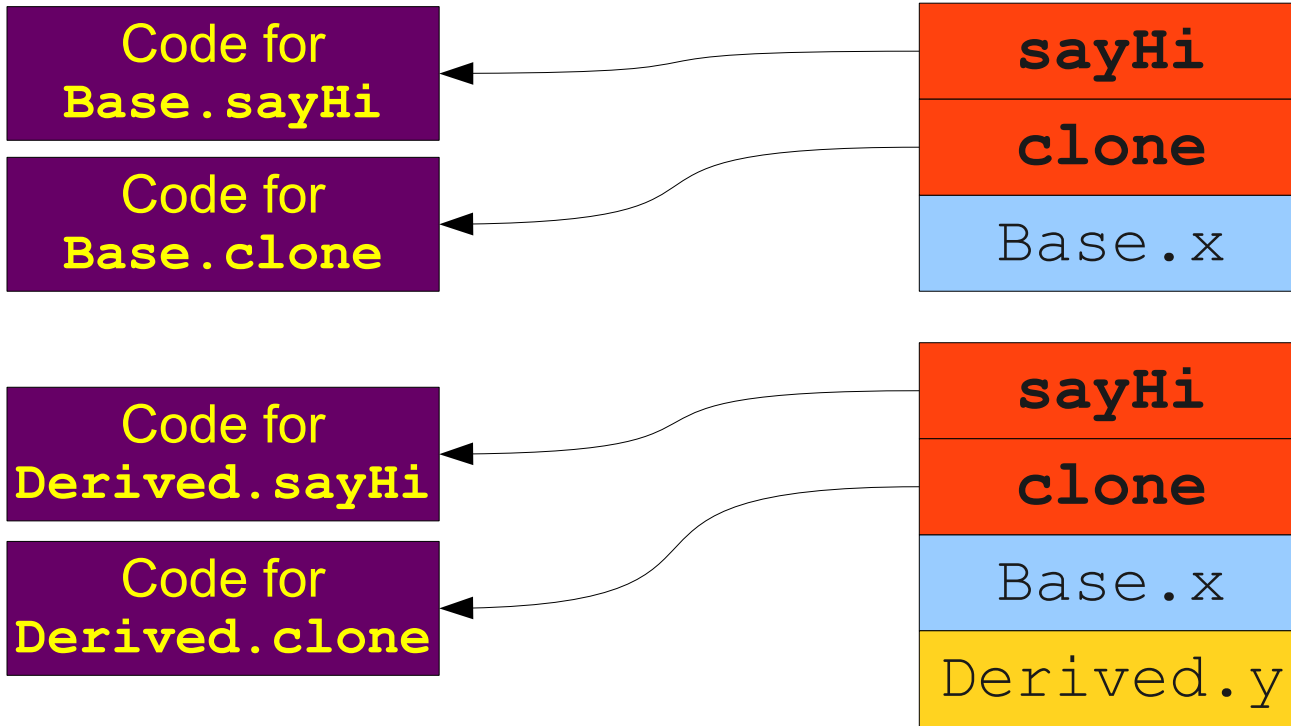 Code for
Base.sayHi
sayHi
Code for
Base.clone
clone
Base.x
Code for
Derived.sayHi
sayHi
Code for
Derived.clone
clone
Base.x
Derived.y